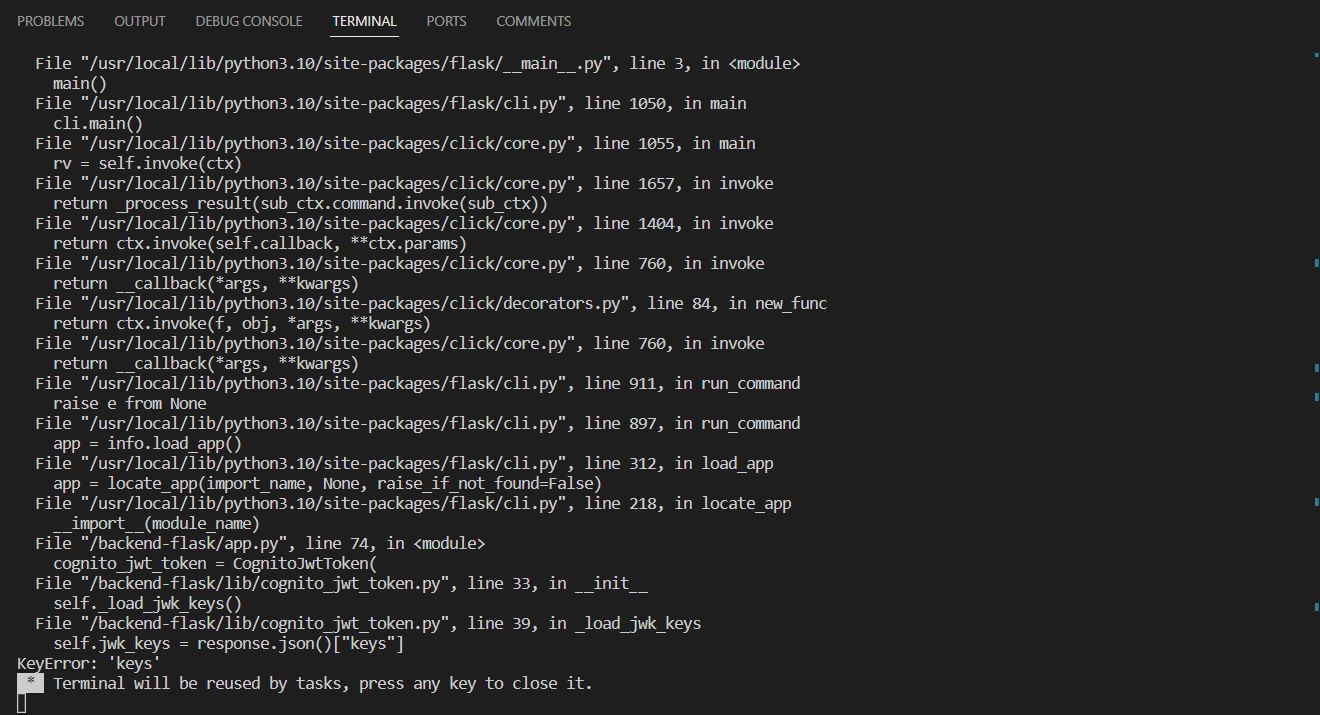 PROBLEMS OUTPUT DEBUG CONSOLE TERMINAL PORTS COMMENTS
File "/usr/local/lib/python3.10/site-packages/flask/__main__.py", line 3, in <module>
main()
File "/usr/local/lib/python3.10/site-packages/flask/cli.py", line 1050, in main
cli.main()
File "/usr/local/lib/python3.10/site-packages/click/core.py", line 1055, in main
rv = self.invoke(ctx)
File "/usr/local/lib/python3.10/site-packages/click/core.py", line 1657, in invoke
return _process_result(sub_ctx.command.invoke(sub_ctx))
File "/usr/local/lib/python3.10/site-packages/click/core.py", line 1404, in invoke
return ctx.invoke(self.callback, **ctx.params)
File "/usr/local/lib/python3.10/site-packages/click/core.py", line 760, in invoke
return __callback(*args, **kwargs)
File "/usr/local/lib/python3.10/site-packages/click/decorators.py", line 84, in new_func
return ctx.invoke(f, obj, *args, **kwargs)
File "/usr/local/lib/python3.10/site-packages/click/core.py", line 760, in invoke
return __callback(*args, **kwargs)
File "/usr/local/lib/python3.10/site-packages/flask/cli.py", line 911, in run_command
raise e from None
File "/usr/local/lib/python3.10/site-packages/flask/cli.py", line 897, in run_command
app = info.load_app()
File "/usr/local/lib/python3.10/site-packages/flask/cli.py", line 312, in load_app
app = locate_app(import_name, None, raise_if_not_found=False)
File "/usr/local/lib/python3.10/site-packages/flask/cli.py", line 218, in locate_app
__import__(module_name)
File "/backend-flask/app.py", line 74, in <module>
cognito_jwt_token = CognitoJwtToken(
File "/backend-flask/lib/cognito_jwt_token.py", line 33, in __init__
self._load_jwk_keys()
File "/backend-flask/lib/cognito_jwt_token.py", line 39, in _load_jwk_keys
self.jwk_keys = response.json()["keys"]
KeyError: 'keys'
* Terminal will be reused by tasks, press any key to close it.